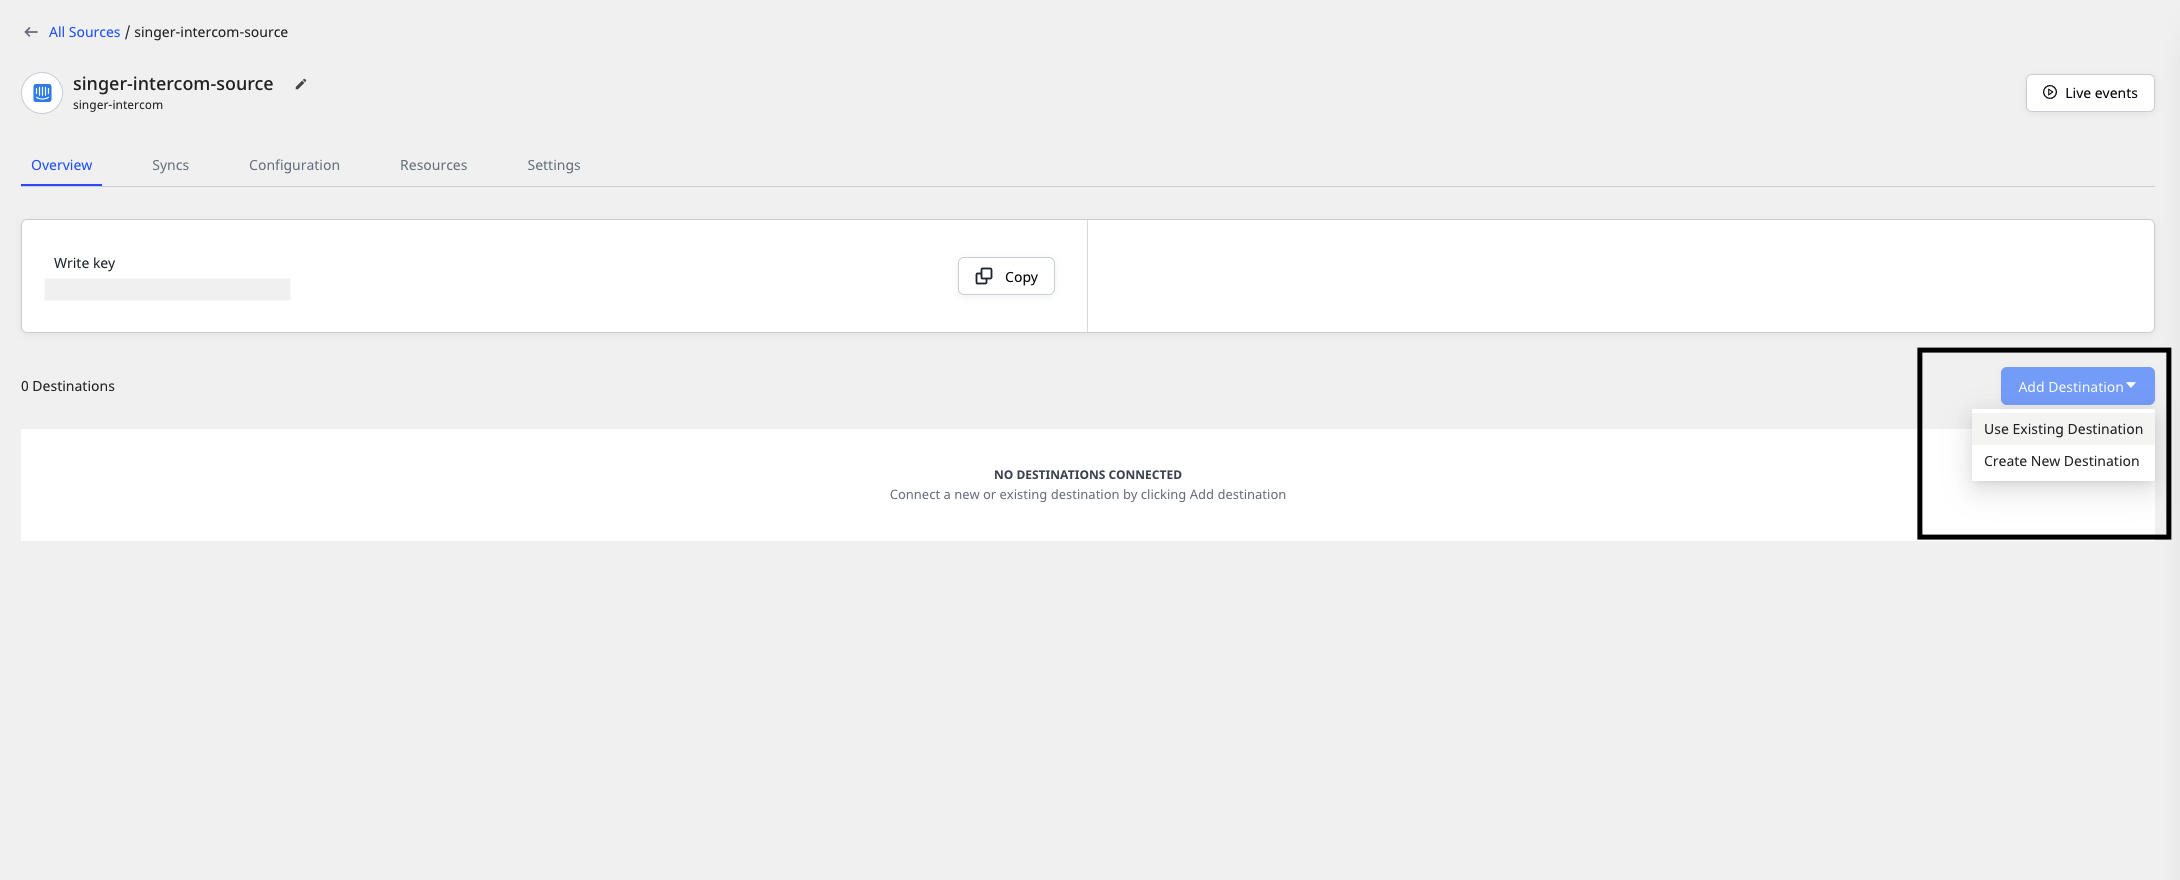 All Sources / singer-intercom-source
singer-intercom-source
singer-intercom
Live events
Overview Syncs Configuration Resources Settings
Write key
Copy
0 Destinations
Add Destination
Use Existing Destination
Create New Destination
NO DESTINATIONS CONNECTED
Connect a new or existing destination by clicking Add destination